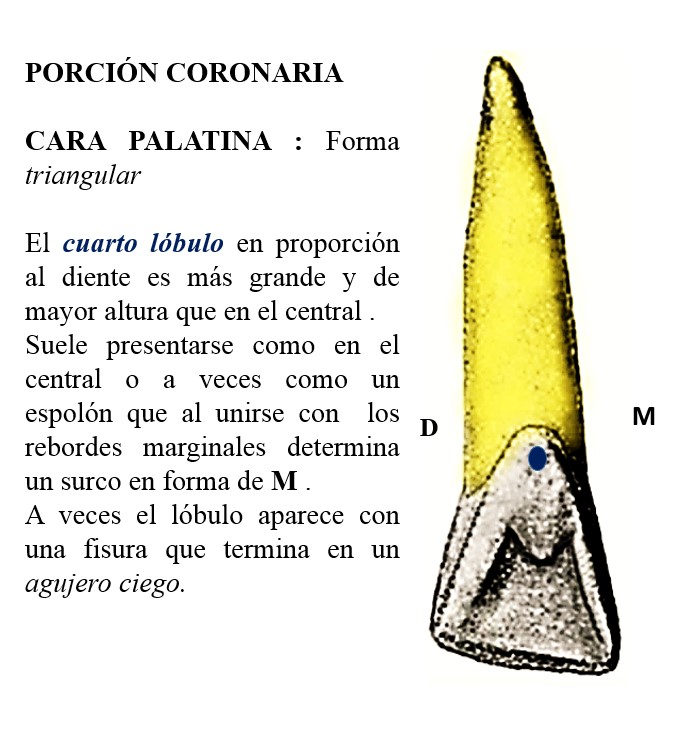 PORCIÓN CORONARIA
CARA PALATINA : Forma
triangular
El cuarto lóbulo en proporción
al diente es más grande y de
mayor altura que en el central .
Suele presentarse como en el
central o a veces como un
espolón que al unirse con los
rebordes marginales determina
un surco en forma de M .
A veces el lóbulo aparece con
una fisura que termina en un
agujero ciego.
D
M